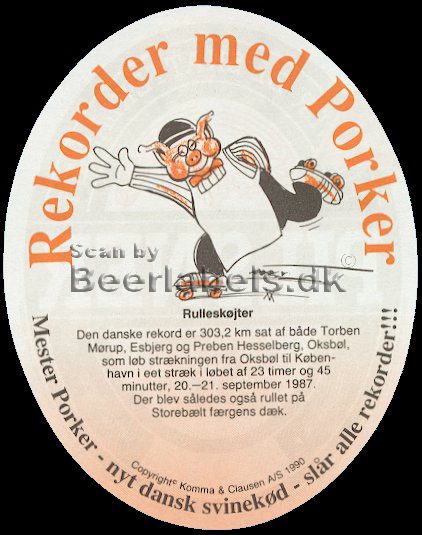 Rekorder med Porker
Scan by
Beerlabels.dk
©
Rulleskøjter
Den danske rekord er 303,2 km sat af både Torben
Mørup, Esbjerg og Preben Hesselberg, Oksbøl,
som løb strækningen fra Oksbøl til Køben-
havn i eet stræk i løbet af 23 timer og 45
minutter, 20.—21. september 1987.
Der blev således også rullet på
Storebælt færgens dæk.
Copyright© Komma & Clausen A/S 1990
Mester Porker - nyt dansk svinekød - slår alle rekorder!!!